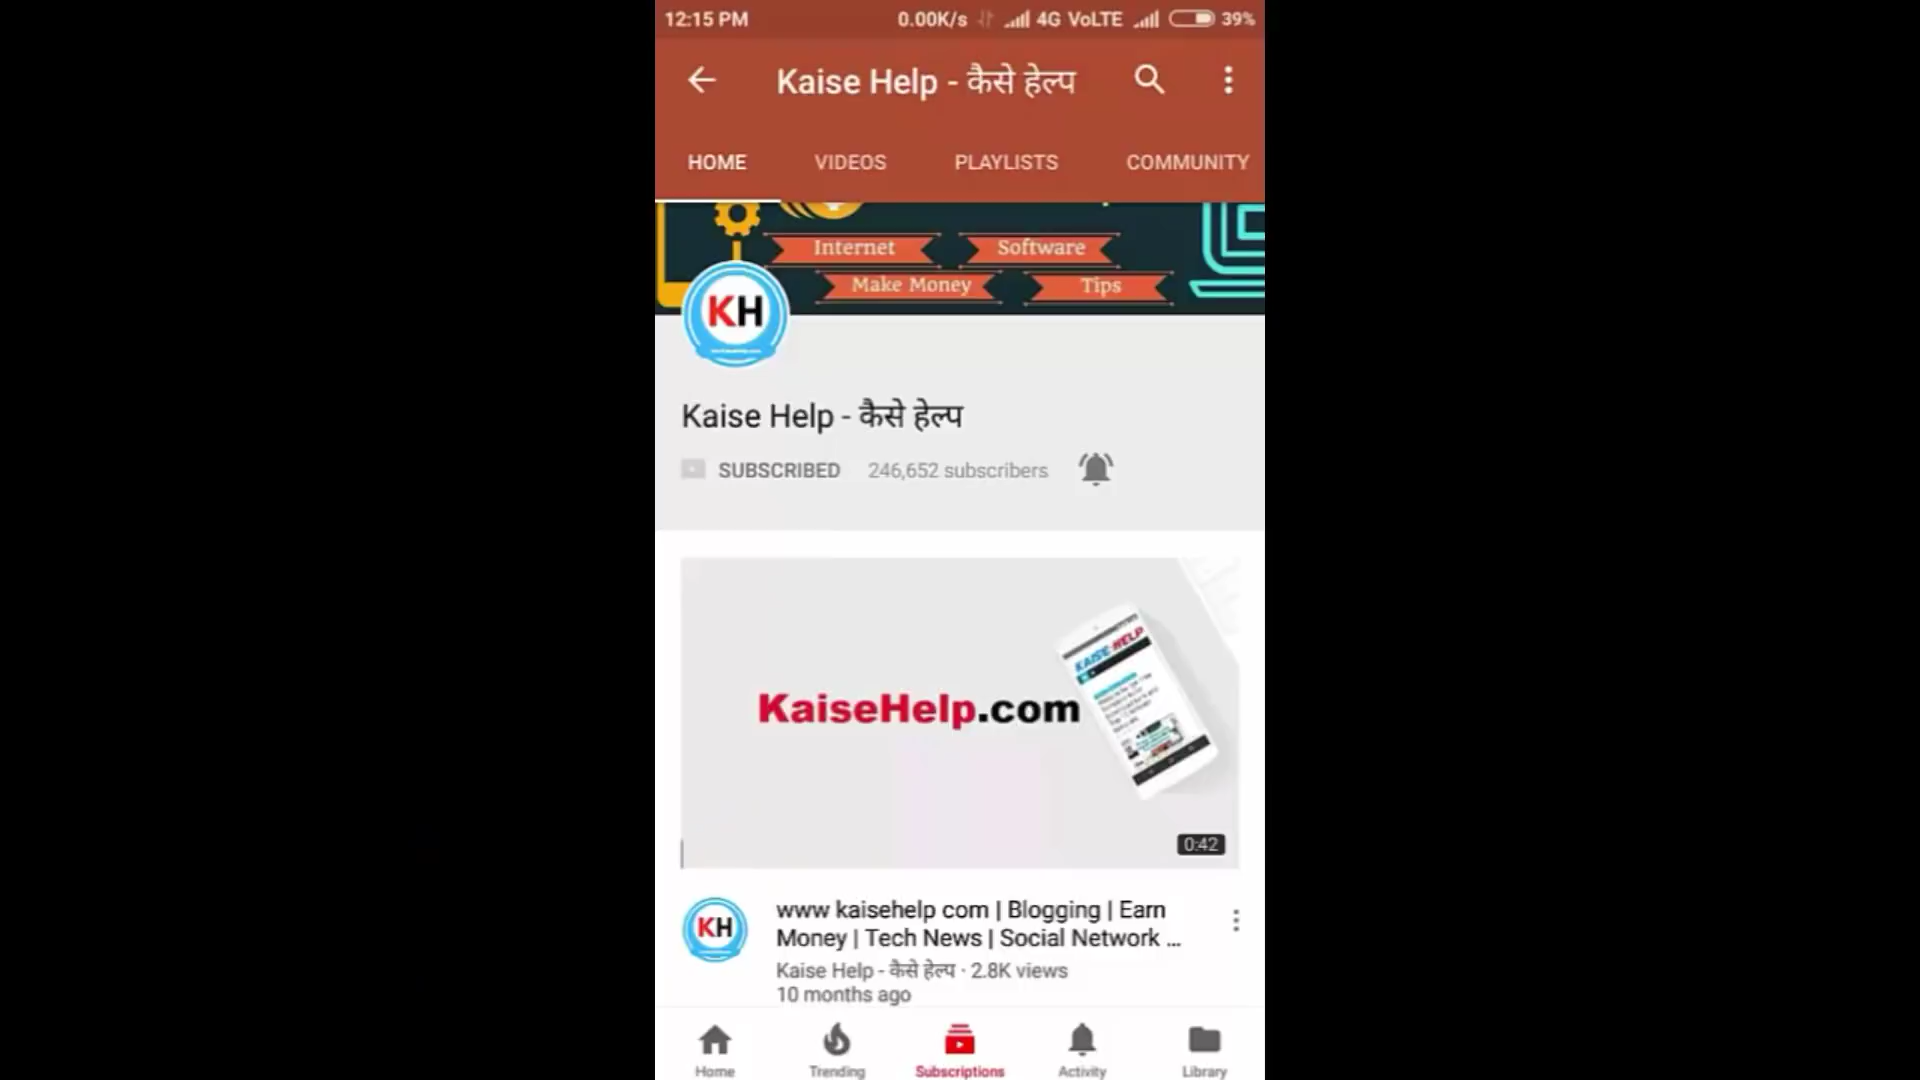 12:15 PM 0.00K/s 4G VoLTE 39%
Kaise Help - कैसे हेल्प
HOME VIDEOS PLAYLISTS COMMUNITY
Internet Software
Make Money Tips
KH
Kaise Help - कैसे हेल्प
SUBSCRIBED 246,652 subscribers
KAISE-HELP
KaiseHelp.com
0:42
KH
www kaisehelp com | Blogging | Earn
Money | Tech News | Social Network ...
Kaise Help - कैसे हेल्प · 2.8K views
10 months ago
Home Trending Subscriptions Activity Library